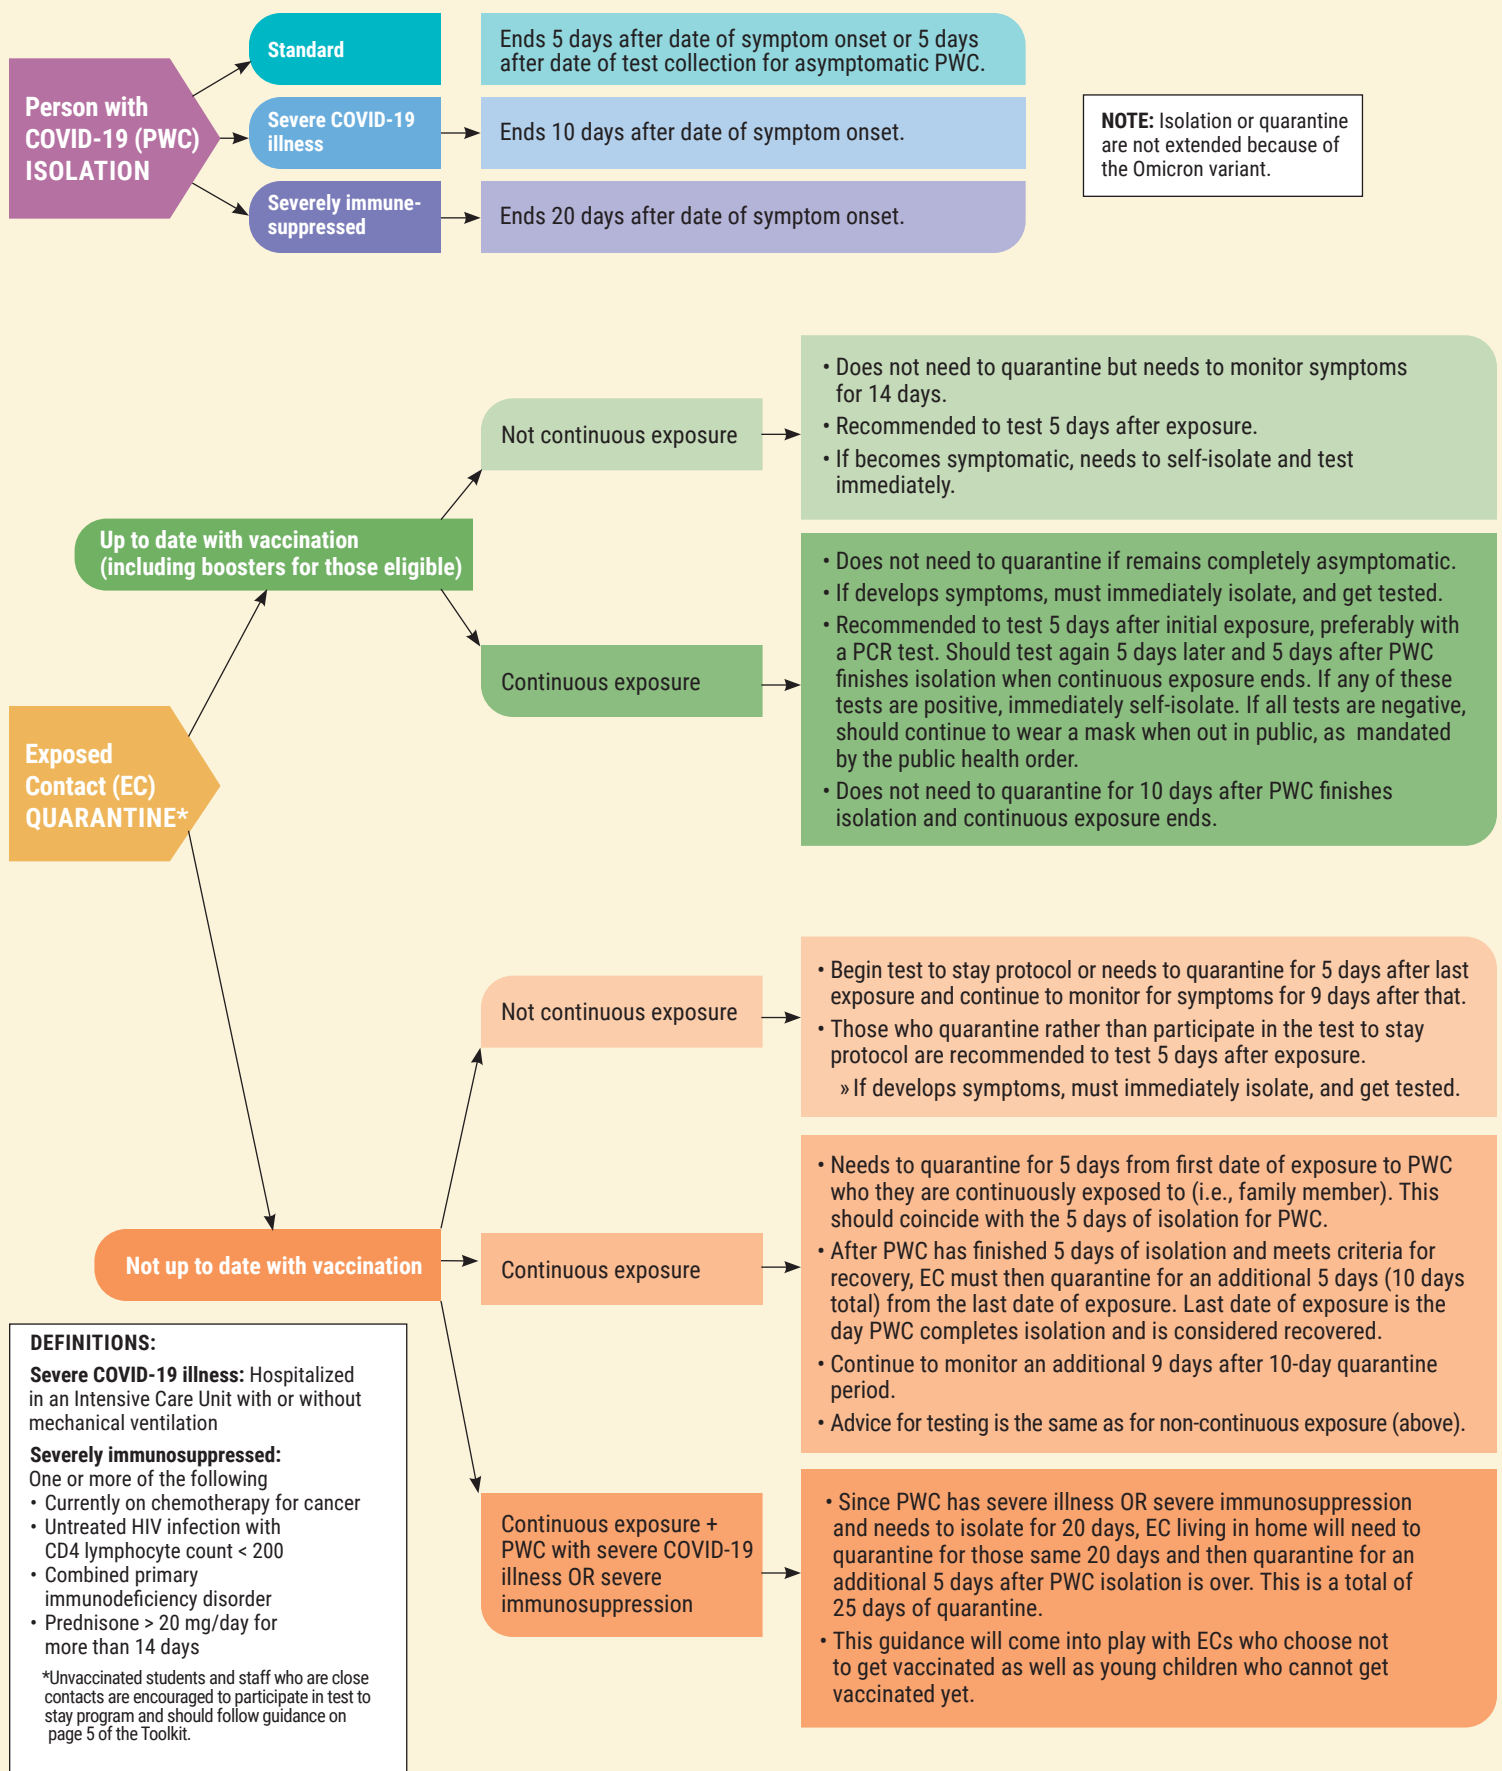 Person with
COVID-19 (PWC)
ISOLATION
Standard
Ends 5 days after date of symptom onset or 5 days
after date of test collection for asymptomatic PWC.
Severe COVID-19
illness
Ends 10 days after date of symptom onset.
Severely immune-
suppressed
Ends 20 days after date of symptom onset.
NOTE: Isolation or quarantine
are not extended because of
the Omicron variant.
Exposed
Contact (EC)
QUARANTINE*
Up to date with vaccination
(including boosters for those eligible)
Not continuous exposure
• Does not need to quarantine but needs to monitor symptoms
for 14 days.
• Recommended to test 5 days after exposure.
• If becomes symptomatic, needs to self-isolate and test
immediately.
Continuous exposure
• Does not need to quarantine if remains completely asymptomatic.
• If develops symptoms, must immediately isolate, and get tested.
• Recommended to test 5 days after initial exposure, preferably with
a PCR test. Should test again 5 days later and 5 days after PWC
finishes isolation when continuous exposure ends. If any of these
tests are positive, immediately self-isolate. If all tests are negative,
should continue to wear a mask when out in public, as mandated
by the public health order.
• Does not need to quarantine for 10 days after PWC finishes
isolation and continuous exposure ends.
Not up to date with vaccination
Not continuous exposure
• Begin test to stay protocol or needs to quarantine for 5 days after last
exposure and continue to monitor for symptoms for 9 days after that.
• Those who quarantine rather than participate in the test to stay
protocol are recommended to test 5 days after exposure.
» If develops symptoms, must immediately isolate, and get tested.
Continuous exposure
• Needs to quarantine for 5 days from first date of exposure to PWC
who they are continuously exposed to (i.e., family member). This
should coincide with the 5 days of isolation for PWC.
• After PWC has finished 5 days of isolation and meets criteria for
recovery, EC must then quarantine for an additional 5 days (10 days
total) from the last date of exposure. Last date of exposure is the
day PWC completes isolation and is considered recovered.
• Continue to monitor an additional 9 days after 10-day quarantine
period.
• Advice for testing is the same as for non-continuous exposure (above).
Continuous exposure +
PWC with severe COVID-19
illness OR severe
immunosuppression
• Since PWC has severe illness OR severe immunosuppression
and needs to isolate for 20 days, EC living in home will need to
quarantine for those same 20 days and then quarantine for an
additional 5 days after PWC isolation is over. This is a total of
25 days of quarantine.
• This guidance will come into play with ECs who choose not
to get vaccinated as well as young children who cannot get
vaccinated yet.
DEFINITIONS:
Severe COVID-19 illness: Hospitalized
in an Intensive Care Unit with or without
mechanical ventilation
Severely immunosuppressed:
One or more of the following
• Currently on chemotherapy for cancer
• Untreated HIV infection with
CD4 lymphocyte count < 200
• Combined primary
immunodeficiency disorder
• Prednisone > 20 mg/day for
more than 14 days
*Unvaccinated students and staff who are close
contacts are encouraged to participate in test to
stay program and should follow guidance on
page 5 of the Toolkit.